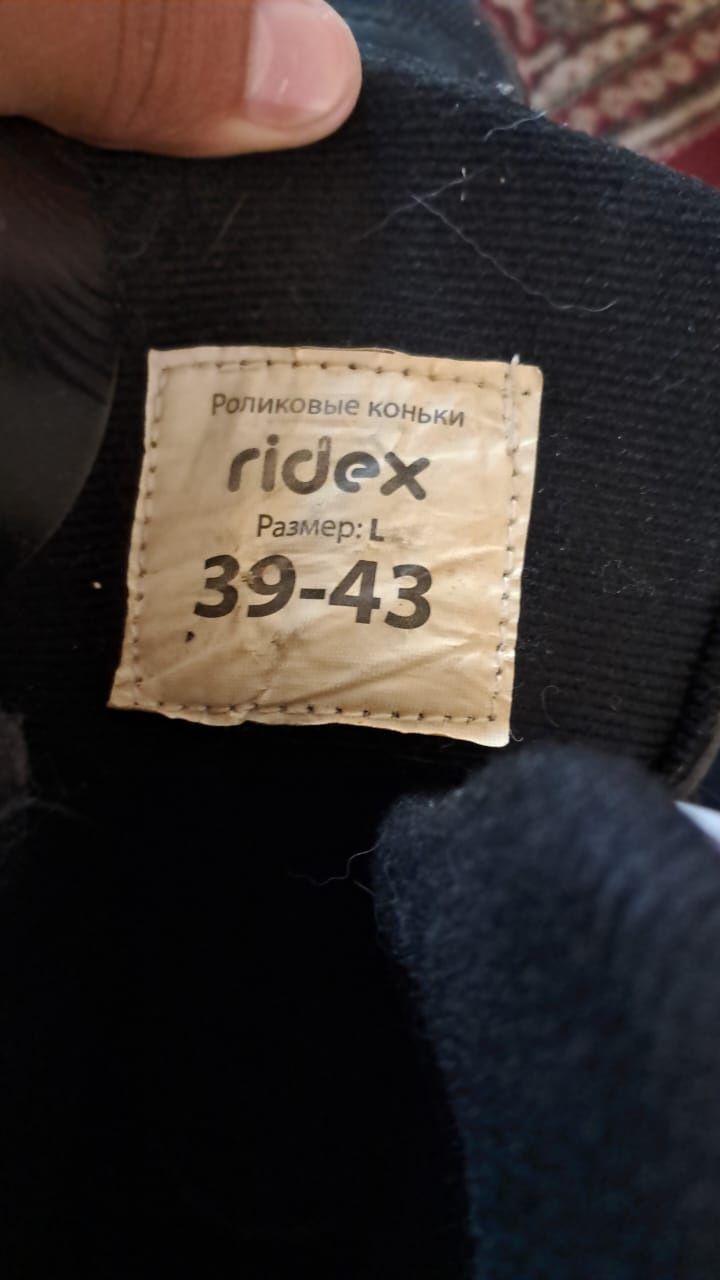 Роликовые коньки
ridex
Размер: L
39-43